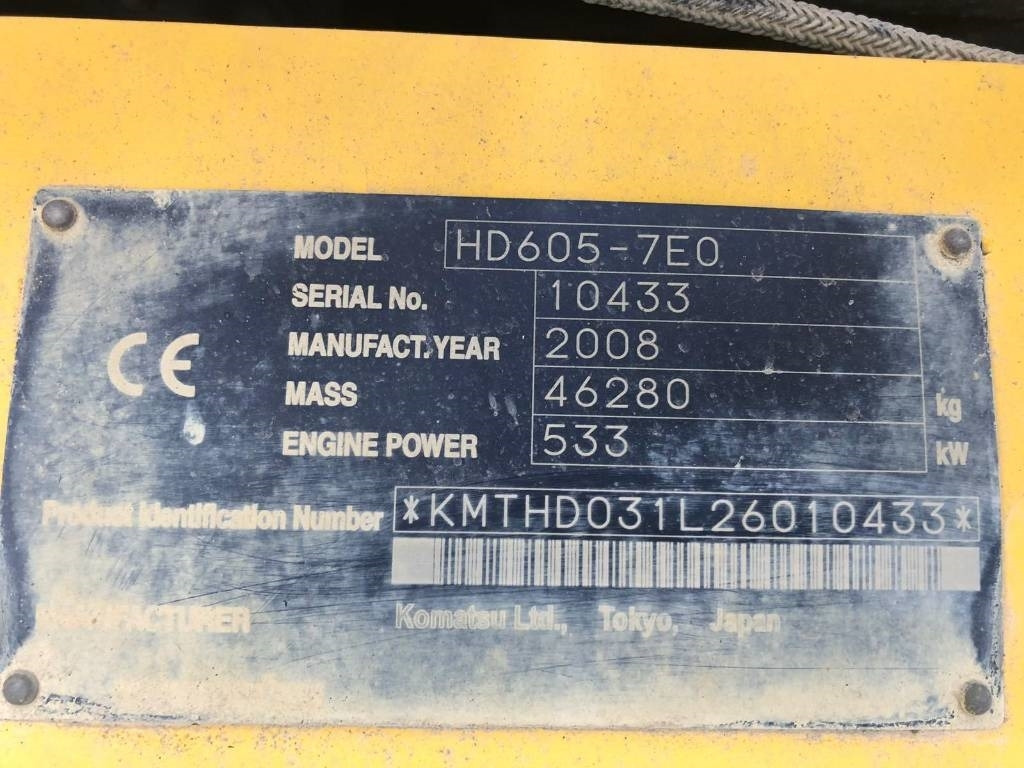 MODEL HD605-7E0
SERIAL No. 10433
MANUFACT.YEAR 2008
CE
MASS 46280 kg
ENGINE POWER 533 kW
Product Identification Number *KMTHD031L26010433*
MANUFACTURER Komatsu Ltd., Tokyo, Japan